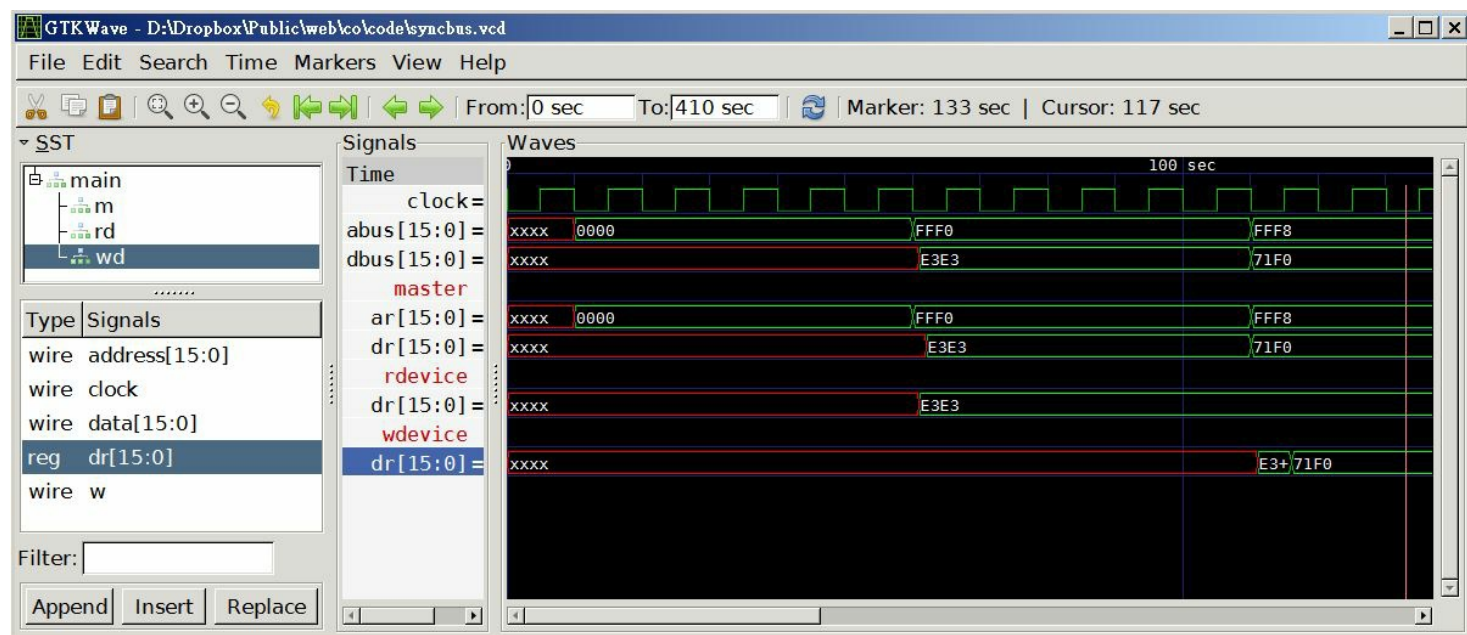 GTKWave - D:\Dropbox\Public\web\co\code\syncbus.vcd
File Edit Search Time Markers View Help
From: 0 sec To: 410 sec Marker: 133 sec | Cursor: 117 sec
SST
main
m
rd
wd
Type Signals
wire address[15:0]
wire clock
wire data[15:0]
reg dr[15:0]
wire w
Filter:
Append Insert Replace
Signals
Time
clock=
abus[15:0]=
dbus[15:0]=
master
ar[15:0]=
dr[15:0]=
rdevice
dr[15:0]=
wdevice
dr[15:0]=
Waves
0 100 sec
xxxx 0000 FFF0 FFF8
xxxx E3E3 71F0
xxxx 0000 FFF0 FFF8
xxxx E3E3 71F0
xxxx E3E3
xxxx E3+ 71F0